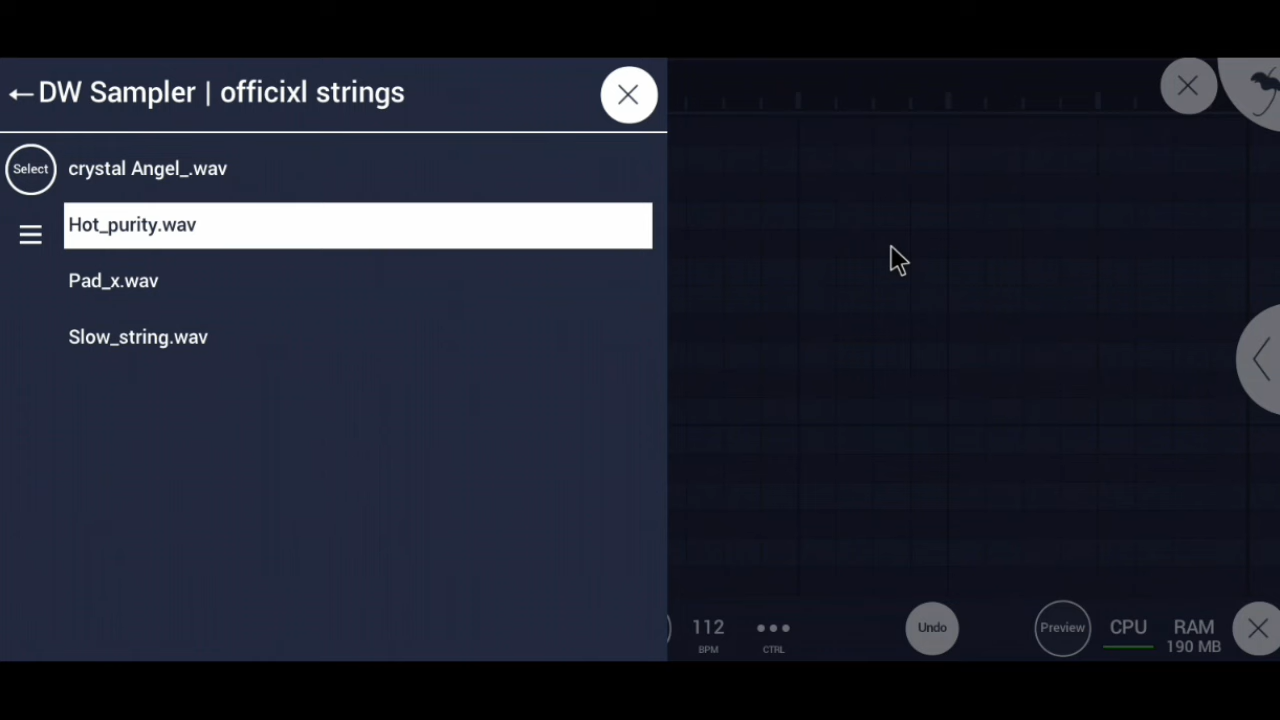 ←DW Sampler | officixl strings
Select
crystal Angel_.wav
Hot_purity.wav
Pad_x.wav
Slow_string.wav
112
BPM
CTRL
Undo
Preview
CPU
RAM
190 MB